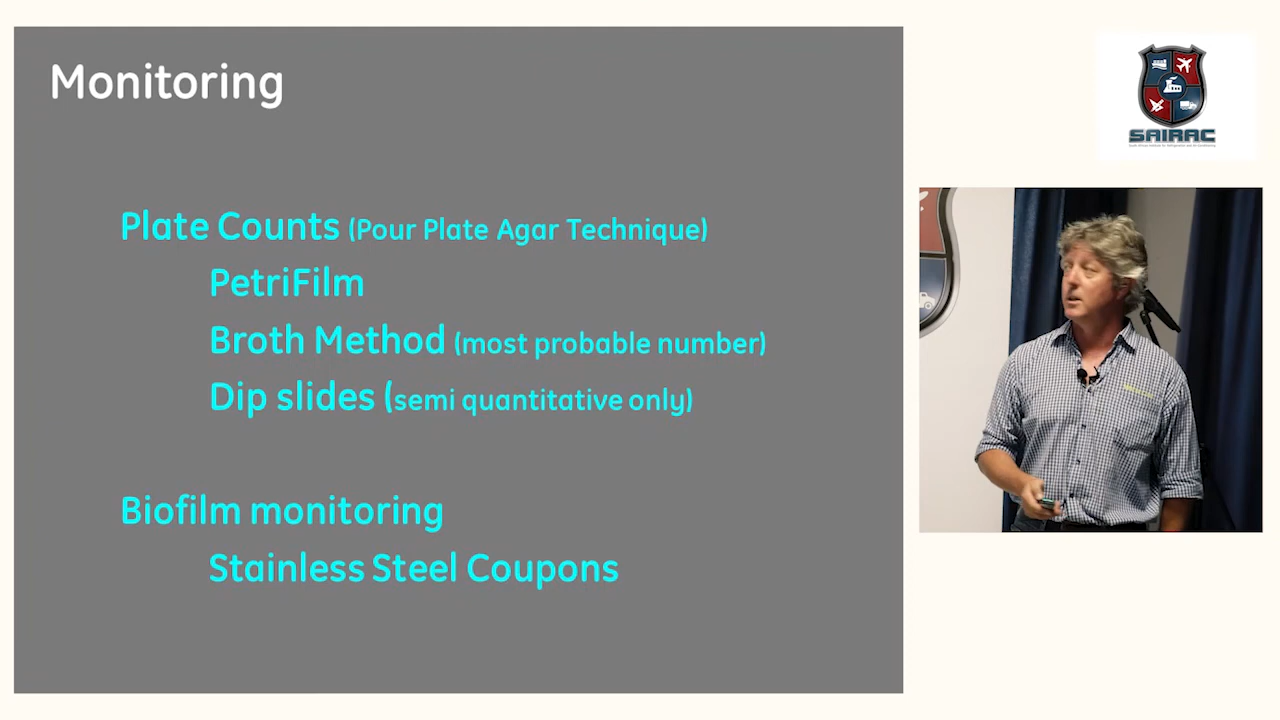 Monitoring
Plate Counts (Pour Plate Agar Technique)
PetriFilm
Broth Method (most probable number)
Dip slides (semi quantitative only)
Biofilm monitoring
Stainless Steel Coupons
SAIRAC